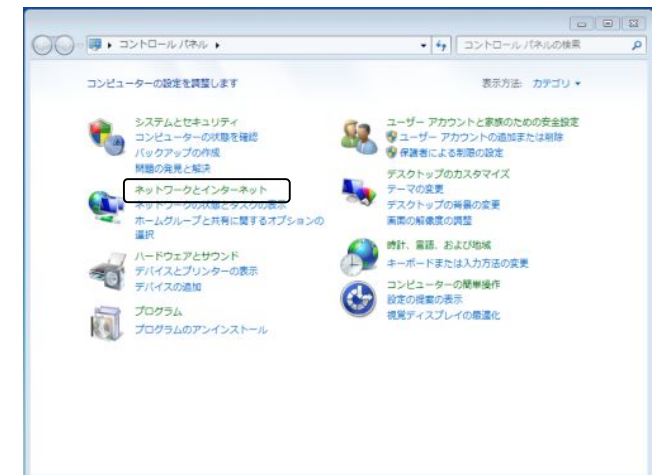 コントロール パネル
コントロール パネルの検索
コンピューターの設定を調整します
表示方法: カテゴリ
システムとセキュリティ
コンピューターの状態を確認
バックアップの作成
問題の発見と解決
ネットワークとインターネット
ネットワークの状態とタスクの表示
ホームグループと共有に関するオプションの
選択
ハードウェアとサウンド
デバイスとプリンターの表示
デバイスの追加
プログラム
プログラムのアンインストール
ユーザー アカウントと家族のための安全設定
ユーザー アカウントの追加または削除
保護者による制限の設定
デスクトップのカスタマイズ
テーマの変更
デスクトップの背景の変更
画面の解像度の調整
時計、言語、および地域
キーボードまたは入力方法の変更
コンピューターの簡単操作
設定の提案の表示
視覚ディスプレイの最適化